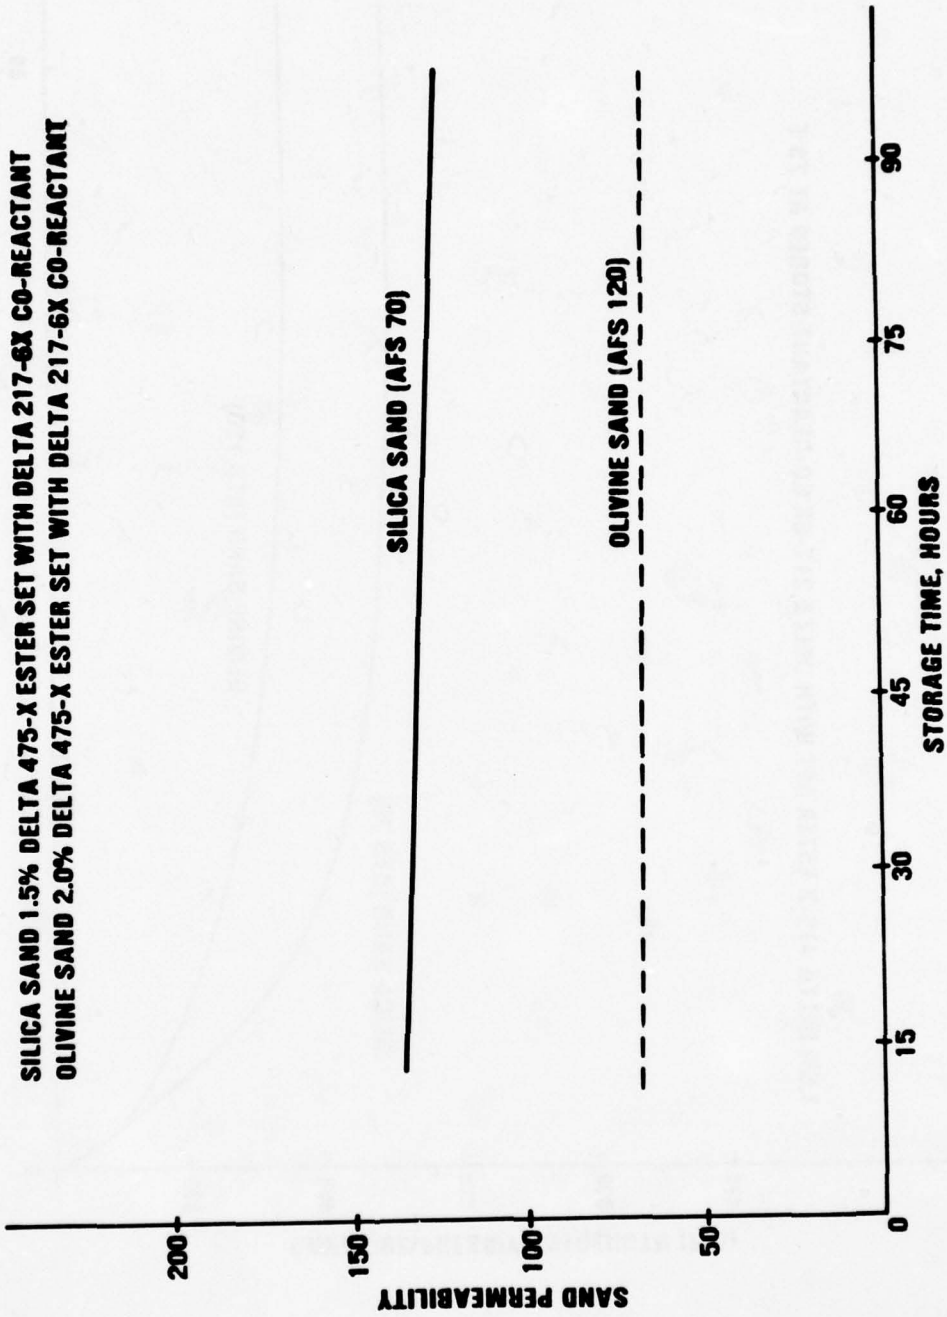 SILICA SAND 1.5% DELTA 475-X ESTER SET WITH DELTA 217-6X CO-REACTANT
OLIVINE SAND 2.0% DELTA 475-X ESTER SET WITH DELTA 217-6X CO-REACTANT
SAND PERMEABILITY
200
150
100
50
0
SILICA SAND (AFS 70)
OLIVINE SAND (AFS 120)
15
30
45
60
75
90
STORAGE TIME, HOURS